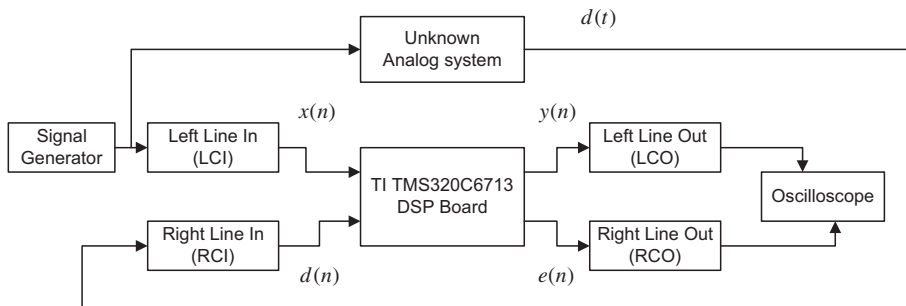 d(t)
Unknown
Analog system
x(n)
y(n)
Signal
Generator
Left Line In
(LCI)
TI TMS320C6713
DSP Board
Left Line Out
(LCO)
Oscilloscope
Right Line In
(RCI)
Right Line Out
(RCO)
d(n)
e(n)